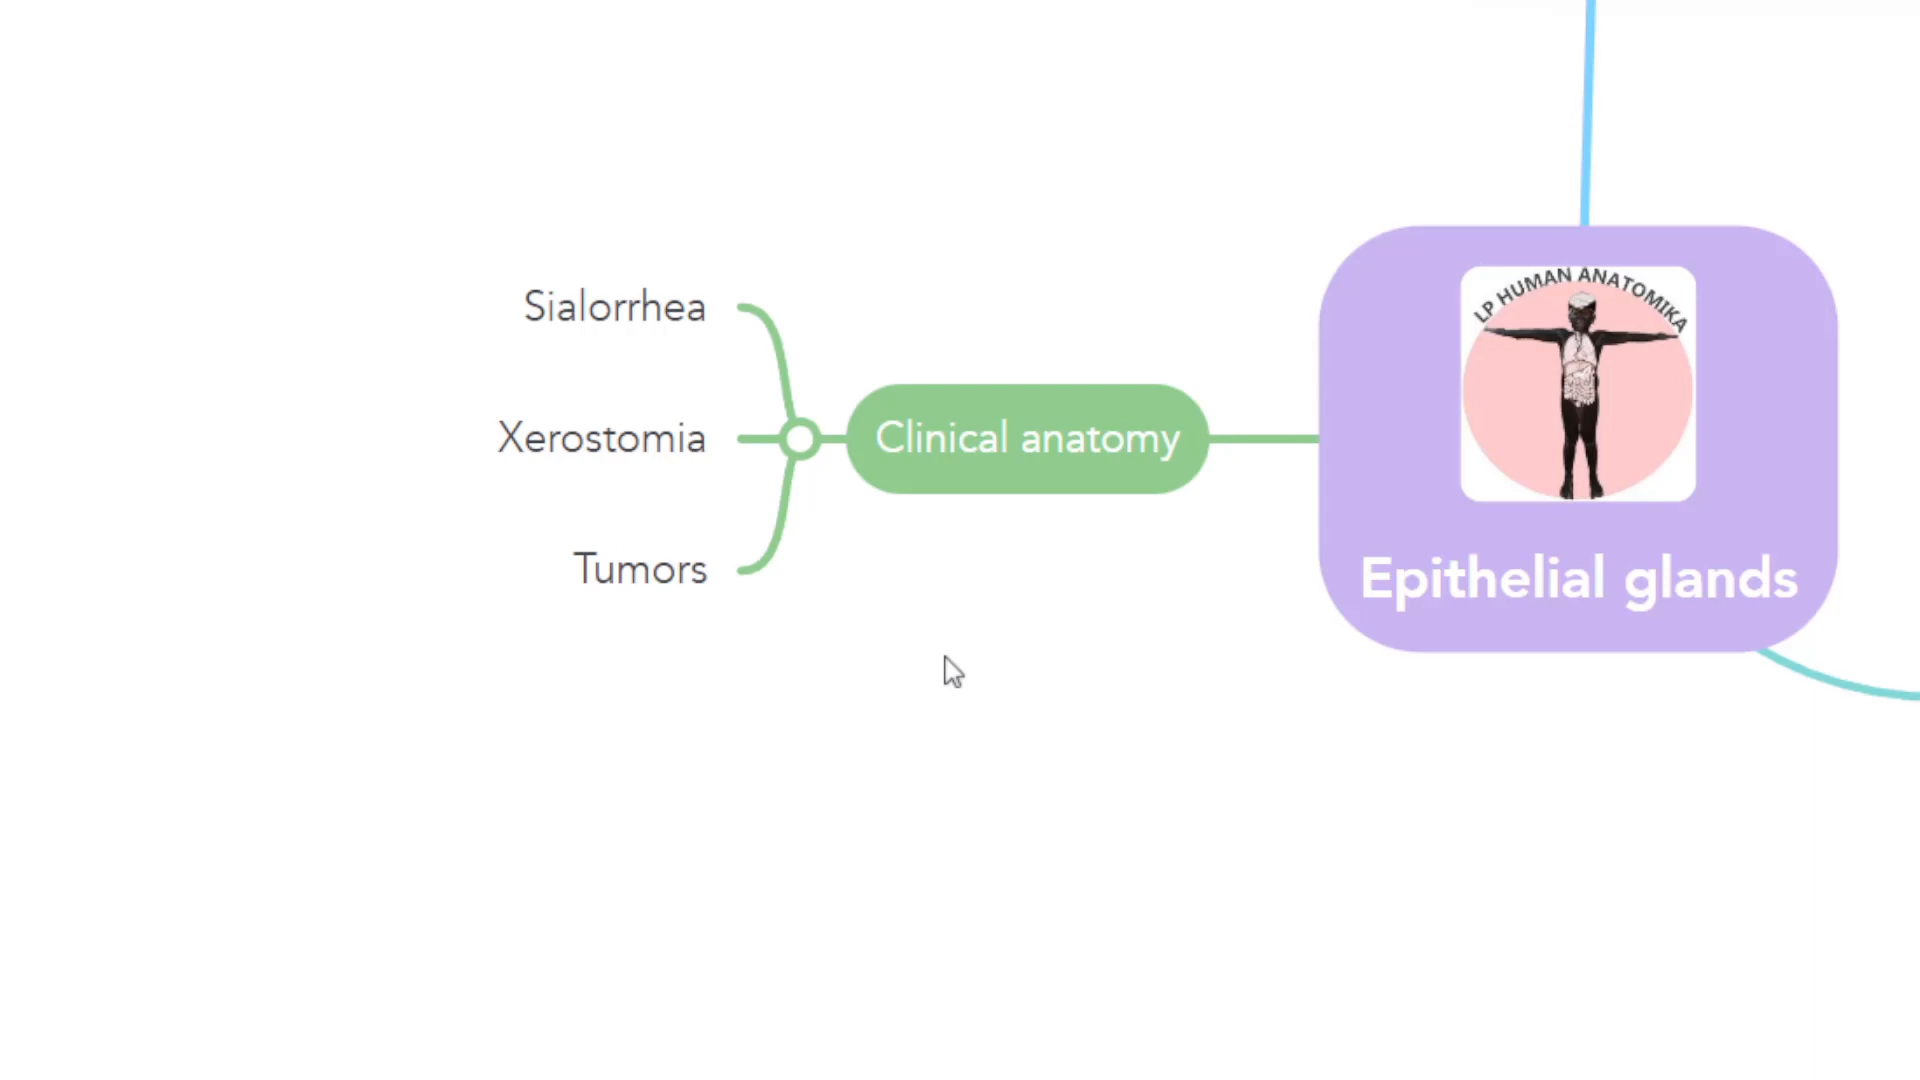 LP HUMAN ANATOMIKA
Sialorrhea
Xerostomia
Clinical anatomy
Tumors
Epithelial glands